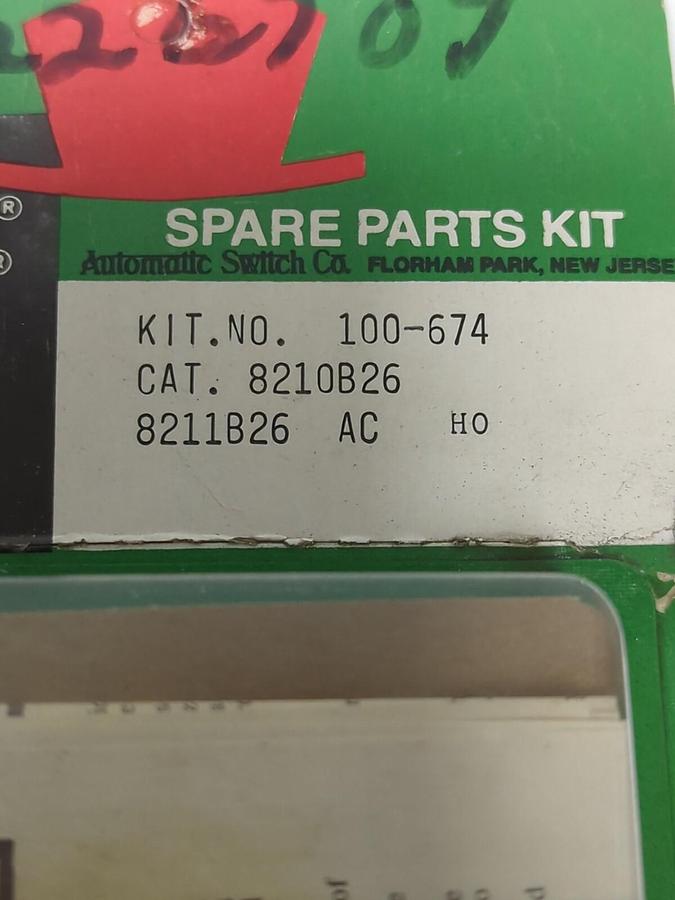 ®
®
SPARE PARTS KIT
Automatic Switch Co. FLORHAM PARK, NEW JERSE
KIT.NO. 100-674
CAT. 8210B26
8211B26 AC HO
of